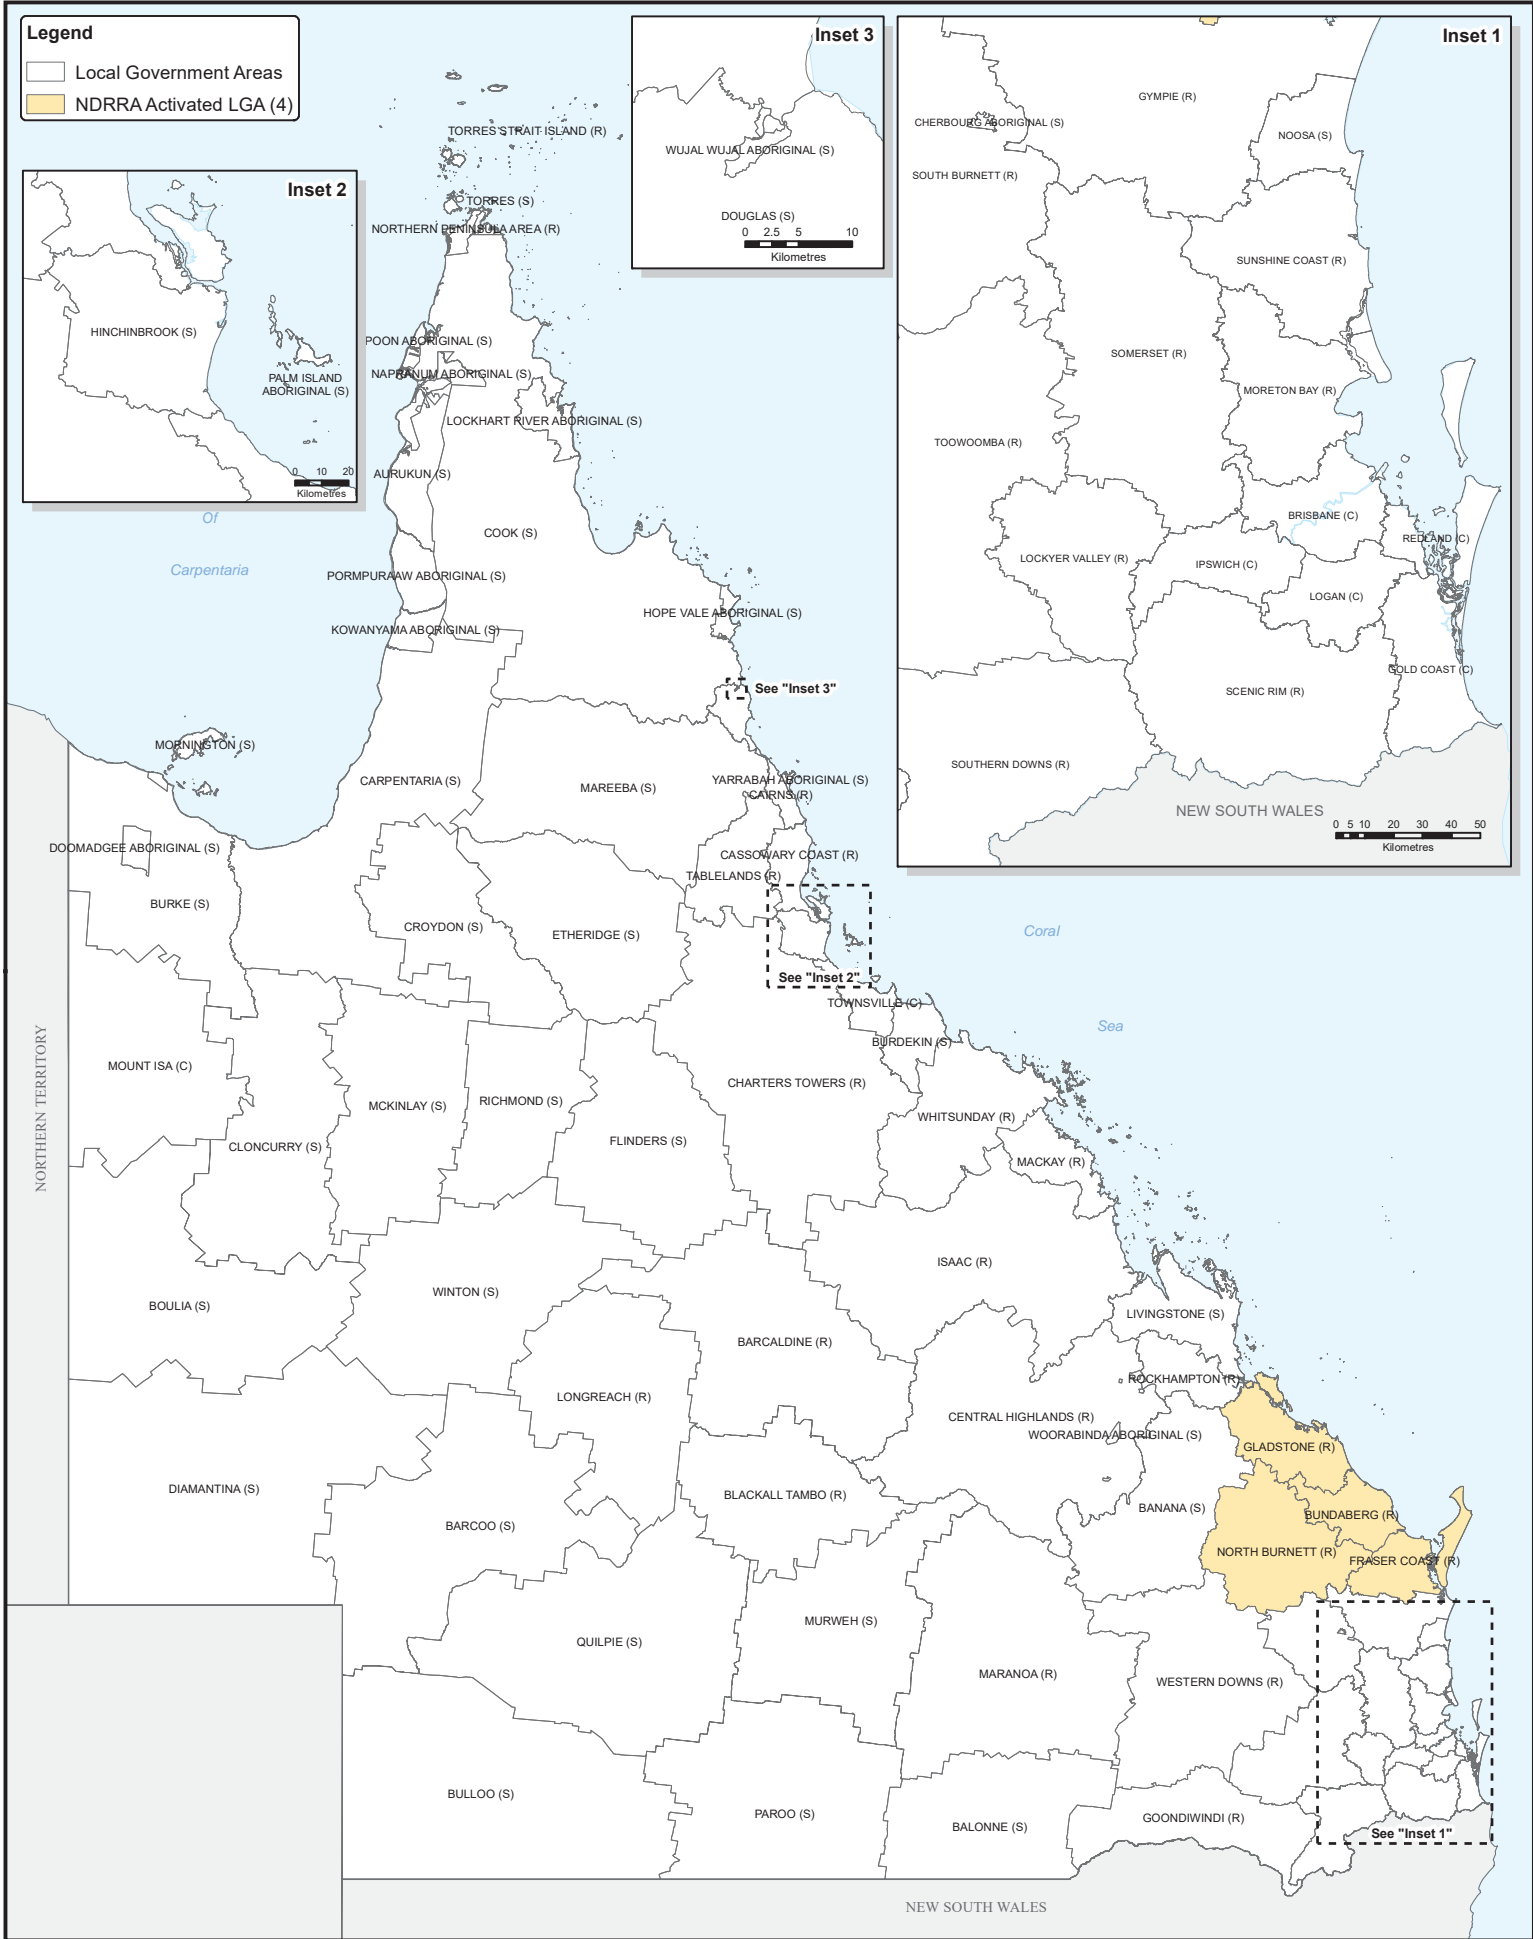 Legend
Local Government Areas
NDRRA Activated LGA (4)
Inset 3
WUJAL WUJAL ABORIGINAL (S)
DOUGLAS (S)
0 2.5 5 10
Kilometres
Inset 1
GYMPIE (R)
CHERBOURG ABORIGINAL (S)
NOOSA (S)
SOUTH BURNETT (R)
SUNSHINE COAST (R)
SOMERSET (R)
MORETON BAY (R)
TOOWOOMBA (R)
BRISBANE (C)
REDLAND (C)
LOCKYER VALLEY (R)
IPSWICH (C)
LOGAN (C)
GOLD COAST (C)
SCENIC RIM (R)
SOUTHERN DOWNS (R)
NEW SOUTH WALES
0 5 10 20 30 40 50
Kilometres
Inset 2
HINCHINBROOK (S)
PALM ISLAND
ABORIGINAL (S)
0 10 20
Kilometres
TORRES STRAIT ISLAND (R)
TORRES (S)
NORTHERN PENINSULA AREA (R)
POON ABORIGINAL (S)
NAPRANUM ABORIGINAL (S)
LOCKHART RIVER ABORIGINAL (S)
AURUKUN (S)
Of
COOK (S)
Carpentaria
PORMPURAAW ABORIGINAL (S)
HOPE VALE ABORIGINAL (S)
KOWANYAMA ABORIGINAL (S)
See "Inset 3"
MORNINGTON (S)
CARPENTARIA (S)
MAREEBA (S)
YARRABAH ABORIGINAL (S)
CAIRNS (R)
DOOMADGEE ABORIGINAL (S)
CASSOWARY COAST (R)
TABLELANDS (R)
BURKE (S)
CROYDON (S)
ETHERIDGE (S)
Coral
See "Inset 2"
TOWNSVILLE (C)
Sea
BURDEKIN (S)
NORTHERN TERRITORY
MOUNT ISA (C)
CHARTERS TOWERS (R)
MCKINLAY (S)
RICHMOND (S)
WHITSUNDAY (R)
CLONCURRY (S)
FLINDERS (S)
MACKAY (R)
ISAAC (R)
WINTON (S)
BOULIA (S)
LIVINGSTONE (S)
BARCALDINE (R)
ROCKHAMPTON (R)
LONGREACH (R)
CENTRAL HIGHLANDS (R)
WOORABINDA ABORIGINAL (S)
GLADSTONE (R)
DIAMANTINA (S)
BLACKALL TAMBO (R)
BANANA (S)
BUNDABERG (R)
BARCOO (S)
NORTH BURNETT (R)
FRASER COAST (R)
MURWEH (S)
QUILPIE (S)
MARANOA (R)
WESTERN DOWNS (R)
BULLOO (S)
PAROO (S)
BALONNE (S)
GOONDIWINDI (R)
See "Inset 1"
NEW SOUTH WALES